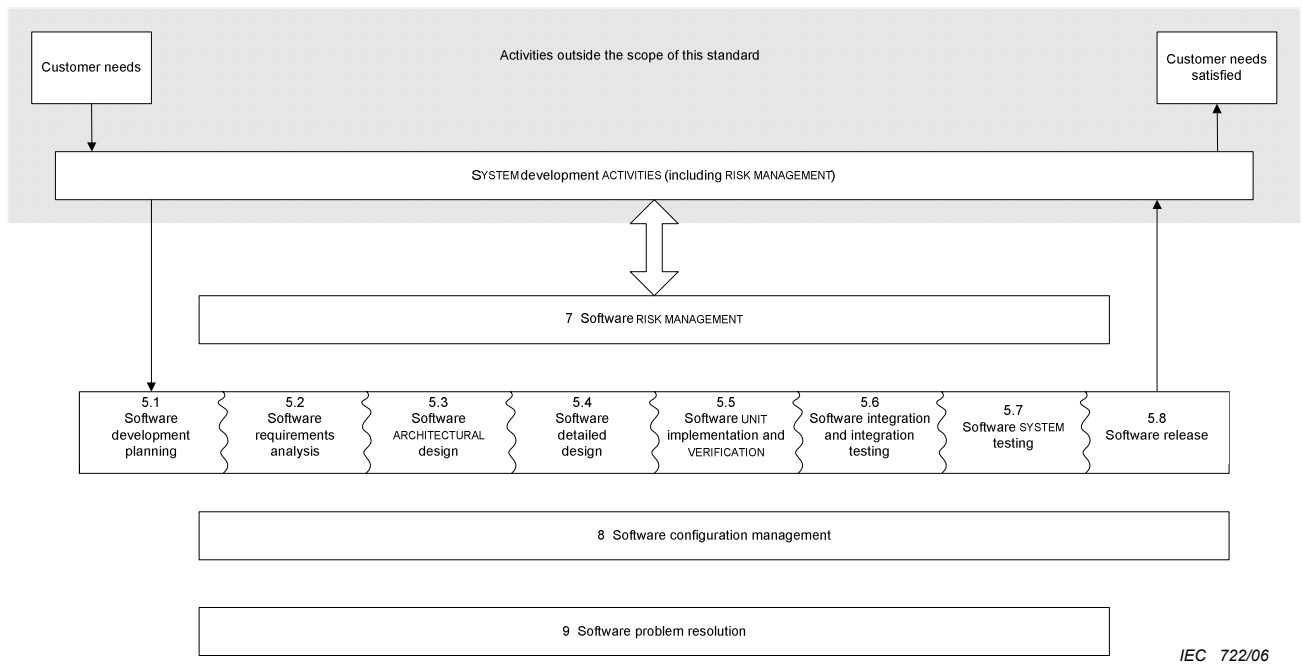 Activities outside the scope of this standard
Customer needs
Customer needs
satisfied
SYSTEM development ACTIVITIES (including RISK MANAGEMENT)
7 Software RISK MANAGEMENT
5.1
Software
development
planning
5.2
Software
requirements
analysis
5.3
Software
ARCHITECTURAL
design
5.4
Software
detailed
design
5.5
Software UNIT
implementation and
VERIFICATION
5.6
Software integration
and integration
testing
5.7
Software SYSTEM
testing
5.8
Software release
8 Software configuration management
9 Software problem resolution
IEC 722/06